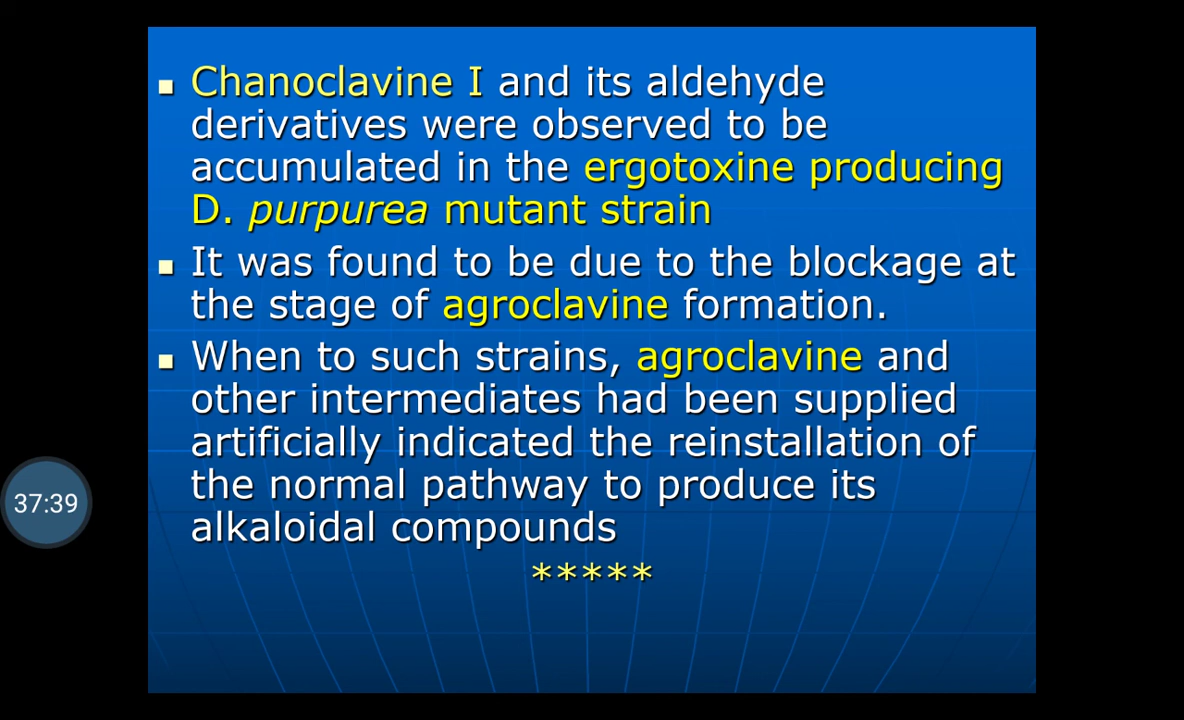 Chanoclavine I and its aldehyde
derivatives were observed to be
accumulated in the ergotoxine producing
D. purpurea mutant strain
It was found to be due to the blockage at
the stage of agroclavine formation.
When to such strains, agroclavine and
other intermediates had been supplied
artificially indicated the reinstallation of
the normal pathway to produce its
alkaloidal compounds
*****
37:39